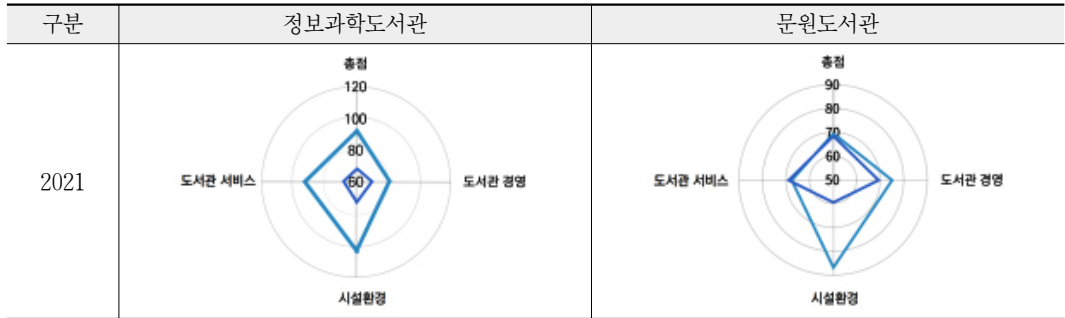 구분 정보과학도서관 문원도서관
2021
총점
120
100
80
60
도서관 서비스 도서관 경영
시설환경
총점
90
80
70
60
50
도서관 서비스 도서관 경영
시설환경